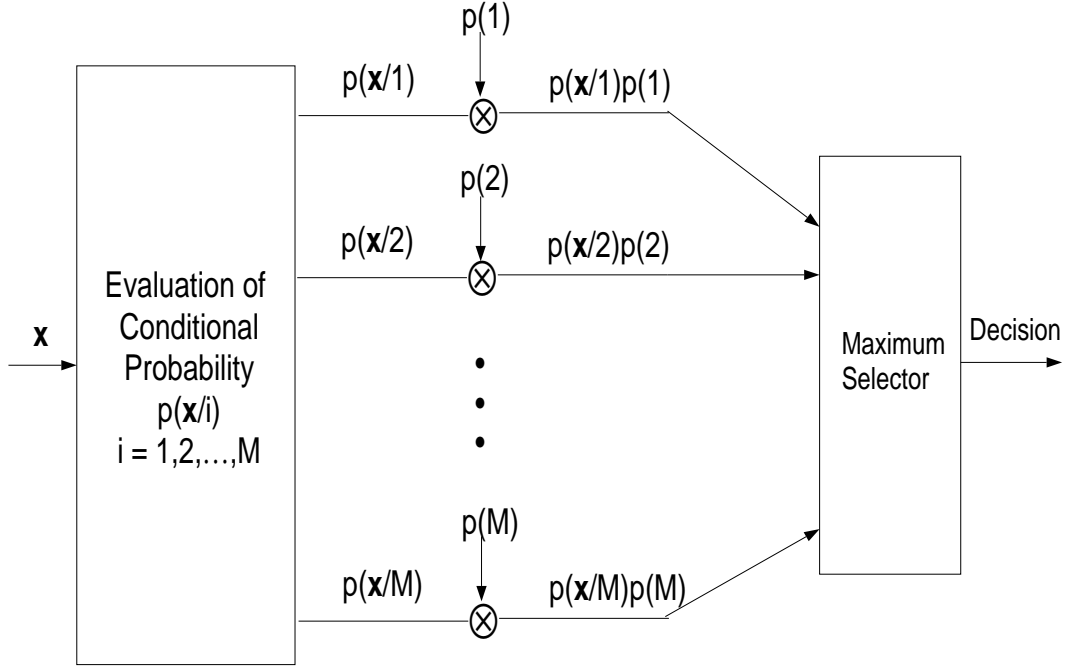 p(1)
p(x/1)
p(x/1)p(1)
p(2)
p(x/2)
p(x/2)p(2)
Evaluation of
Conditional
Probability
p(x/i)
i = 1,2,...,M
x
Maximum
Selector
Decision
p(M)
p(x/M)
p(x/M)p(M)